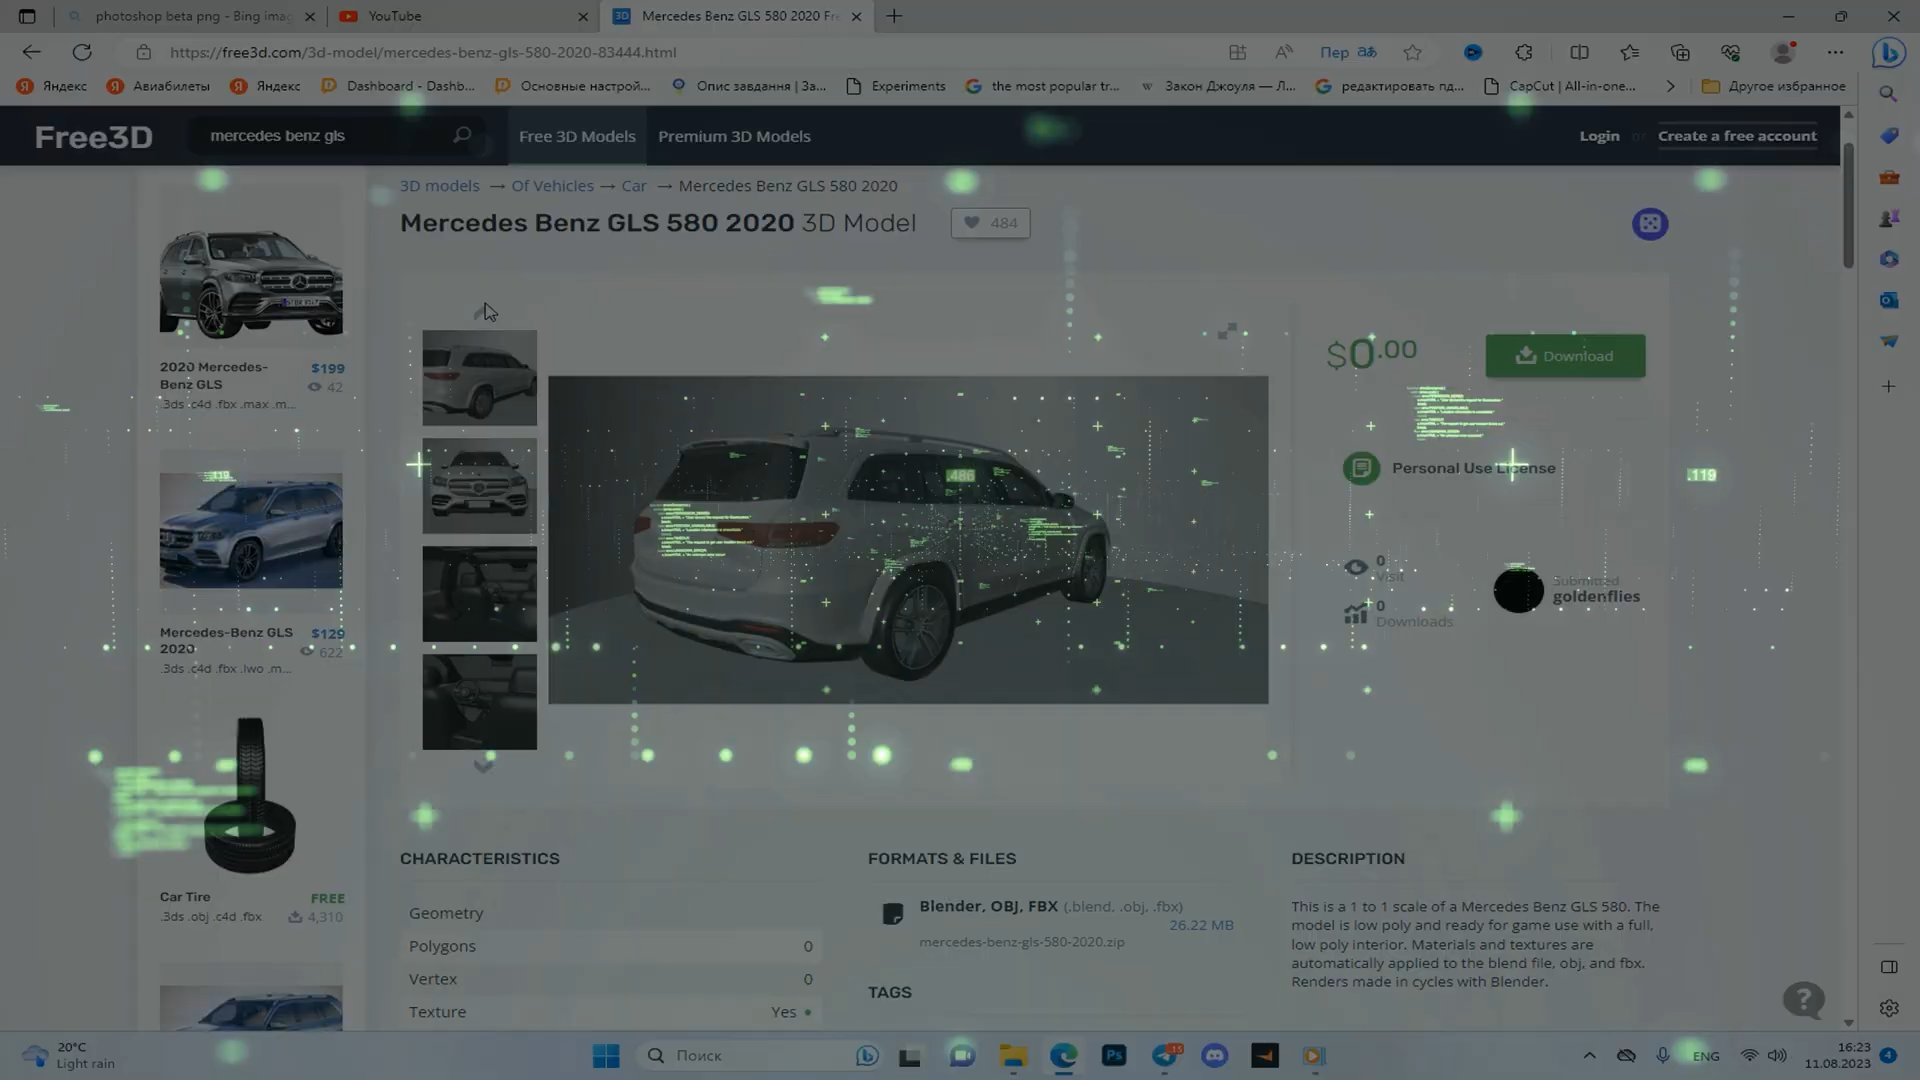 photoshop beta png - Bing imag
YouTube
Mercedes Benz GLS 580 2020 Fr
https://free3d.com/3d-model/mercedes-benz-gls-580-2020-83444.html
Пер
Яндекс
Авиабилеты
Яндекс
Dashboard - Dashb...
Основные настрой...
Опис завдання | За...
Experiments
the most popular tr...
Закон Джоуля — Л...
редактировать пд...
CapCut | All-in-one...
Другое избранное
Free3D
mercedes benz gls
Free 3D Models
Premium 3D Models
Login or Create a free account
3D models → Of Vehicles → Car → Mercedes Benz GLS 580 2020
Mercedes Benz GLS 580 2020 3D Model
484
2020 Mercedes-
Benz GLS
$199
42
.3ds .c4d .fbx .max .m...
Mercedes-Benz GLS
2020
$129
622
.3ds .c4d .fbx .lwo .m...
Car Tire
FREE
.3ds .obj .c4d .fbx
4,310
$0.00
Download
Personal Use License
0
Visit
0
Downloads
Submitted
goldenflies
.119
.486
.119
CHARACTERISTICS
Geometry
Polygons 0
Vertex 0
Texture Yes
FORMATS & FILES
Blender, OBJ, FBX (.blend, .obj, .fbx)
26.22 MB
mercedes-benz-gls-580-2020.zip
TAGS
DESCRIPTION
This is a 1 to 1 scale of a Mercedes Benz GLS 580. The
model is low poly and ready for game use with a full,
low poly interior. Materials and textures are
automatically applied to the blend file, obj, and fbx.
Renders made in cycles with Blender.
20°C
Light rain
Поиск
Ps
15
ENG
16:23
11.08.2023
4